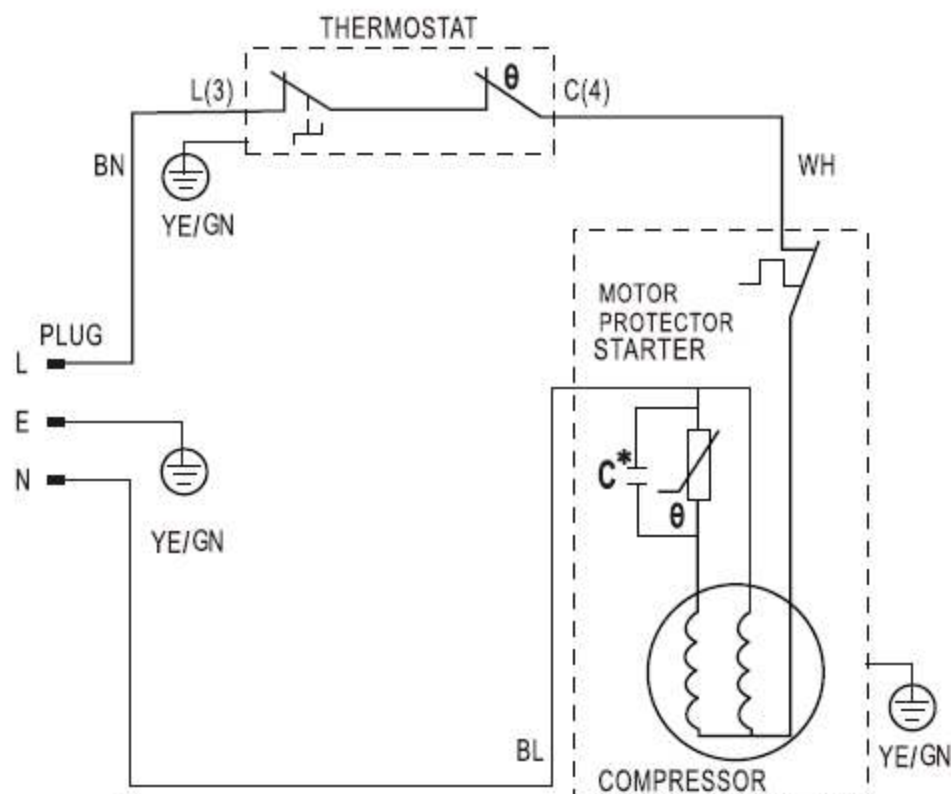 THERMOSTAT
L(3)
θ
C(4)
BN
WH
YE/GN
MOTOR
PROTECTOR
STARTER
PLUG
L
E
N
C*
θ
YE/GN
BL
YE/GN
COMPRESSOR